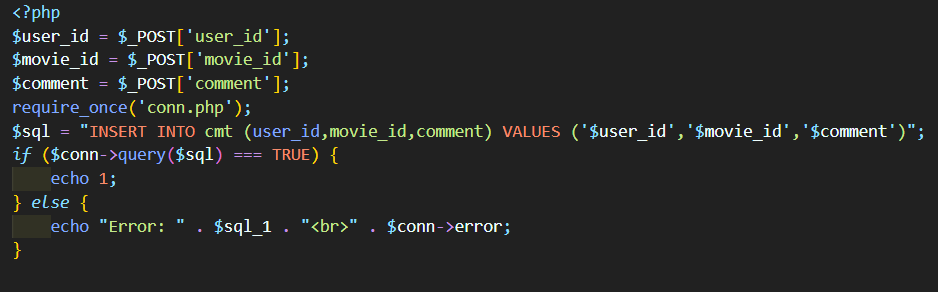 <?php
$user_id = $_POST['user_id'];
$movie_id = $_POST['movie_id'];
$comment = $_POST['comment'];
require_once('conn.php');
$sql = "INSERT INTO cmt (user_id,movie_id,comment) VALUES ('$user_id','$movie_id','$comment')";
if ($conn->query($sql) === TRUE) {
    echo 1;
} else {
    echo "Error: " . $sql_1 . "<br>" . $conn->error;
}